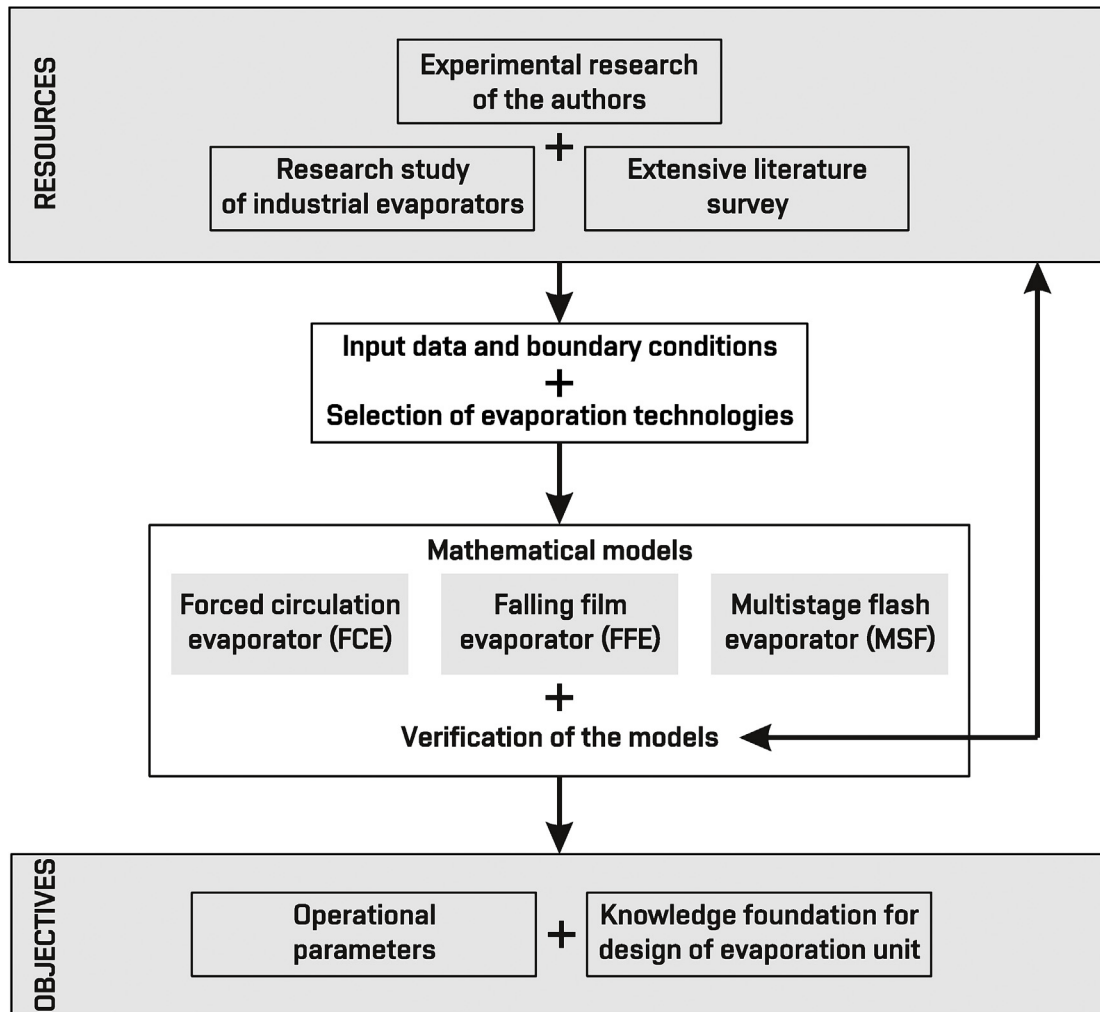 RESOURCES
Experimental research
of the authors
+
Research study
of industrial evaporators
Extensive literature
survey
Input data and boundary conditions
+
Selection of evaporation technologies
Mathematical models
Forced circulation
evaporator (FCE)
Falling film
evaporator (FFE)
Multistage flash
evaporator (MSF)
+
Verification of the models
OBJECTIVES
Operational
parameters
+
Knowledge foundation for
design of evaporation unit